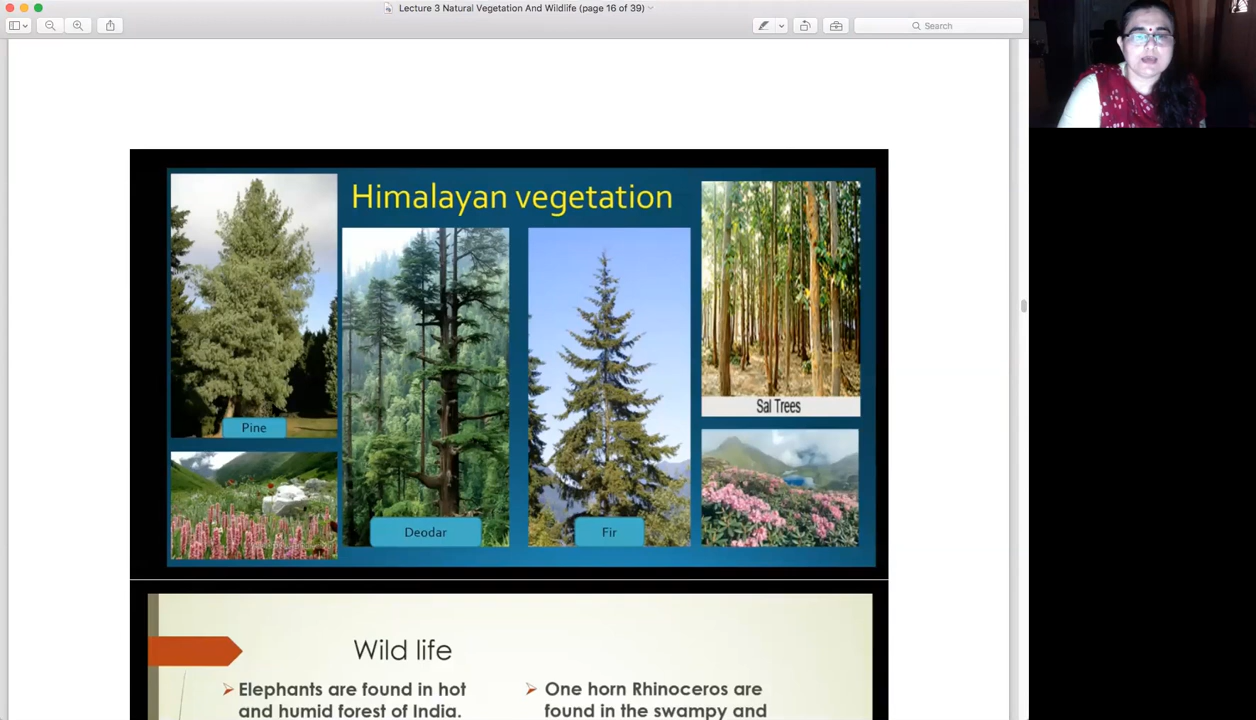 Lecture 3 Natural Vegetation And Wildlife (page 16 of 39)
Search
Himalayan vegetation
Pine
Deodar
Fir
Sal Trees
Wild life
Elephants are found in hot
and humid forest of India.
One horn Rhinoceros are
found in the swampy and